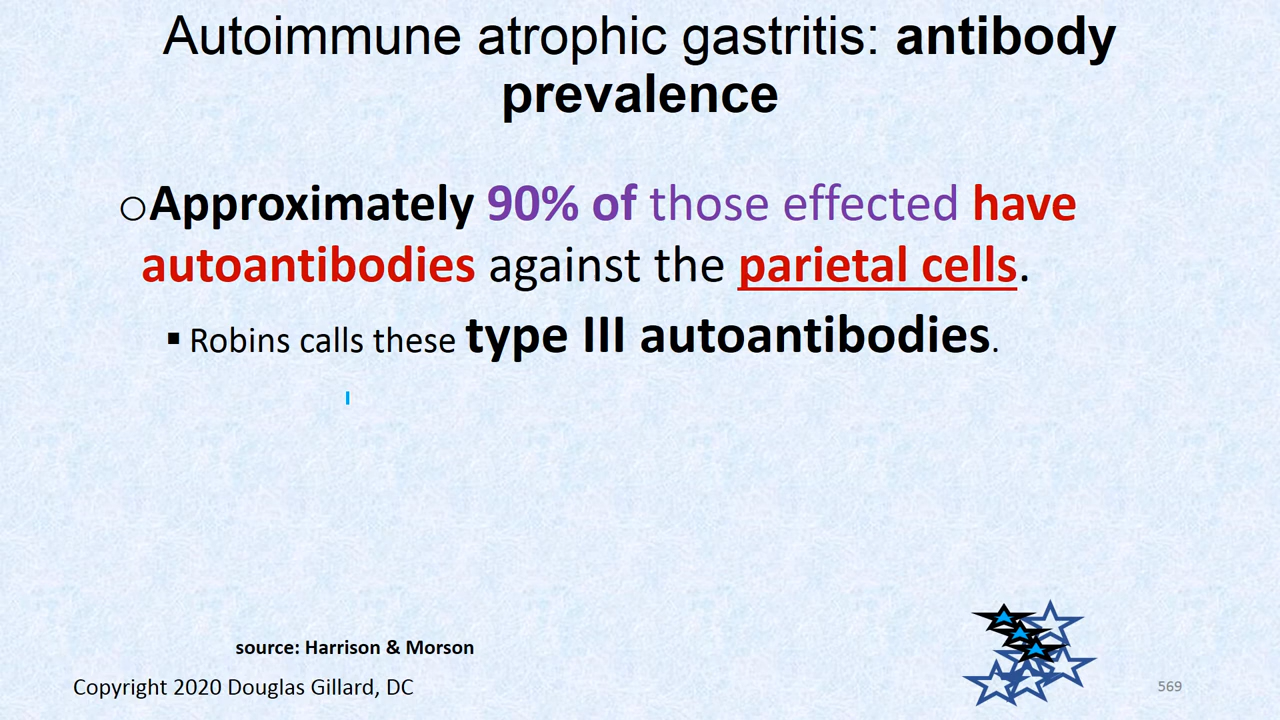 Autoimmune atrophic gastritis: antibody
prevalence
oApproximately 90% of those effected have
autoantibodies against the parietal cells.
▪ Robins calls these type III autoantibodies.
source: Harrison & Morson
Copyright 2020 Douglas Gillard, DC
569